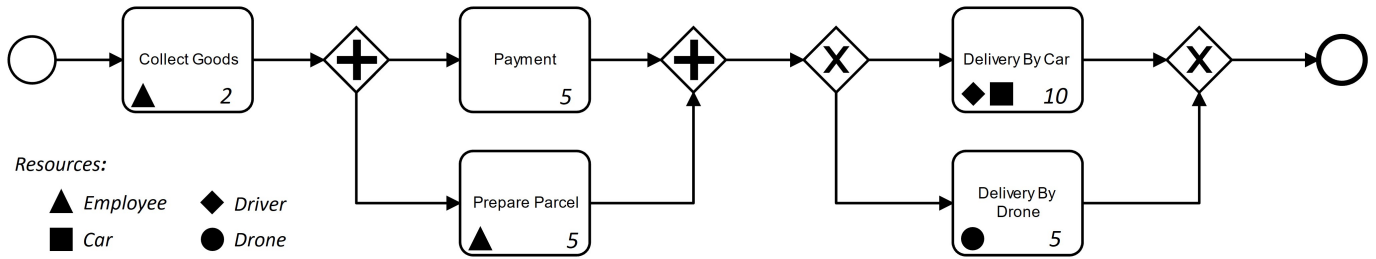 Collect Goods
2
Payment
5
Delivery By Car
10
X
X
Prepare Parcel
5
Delivery By
Drone
5
Resources:
Employee
Driver
Car
Drone